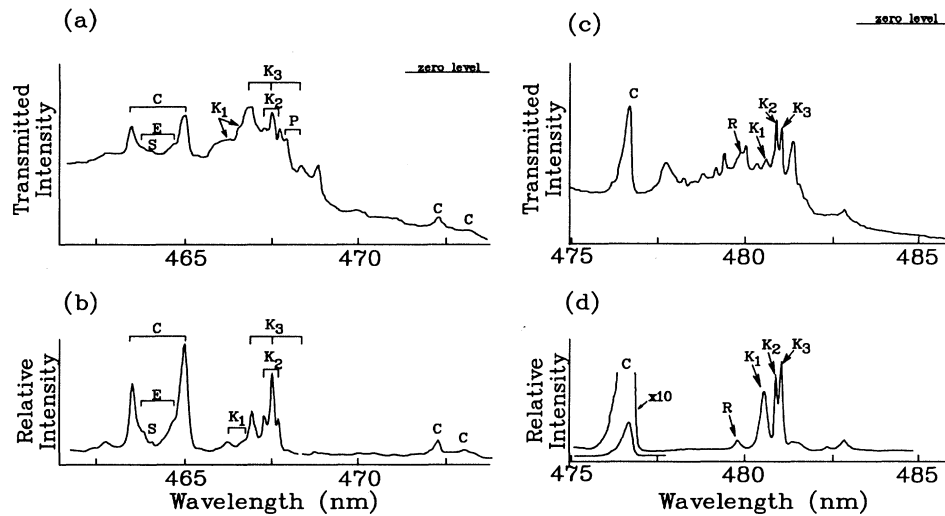 (a)
zero level
C
E
S
K1
K3
K2
P
C
C
Transmitted
Intensity
465
470
(c)
zero level
C
R
K1
K2
K3
Transmitted
Intensity
475
480
485
(b)
C
E
S
K1
K3
K2
C
C
Relative
Intensity
465
470
Wavelength (nm)
(d)
C
x10
R
K1
K2
K3
Relative
Intensity
475
480
485
Wavelength (nm)